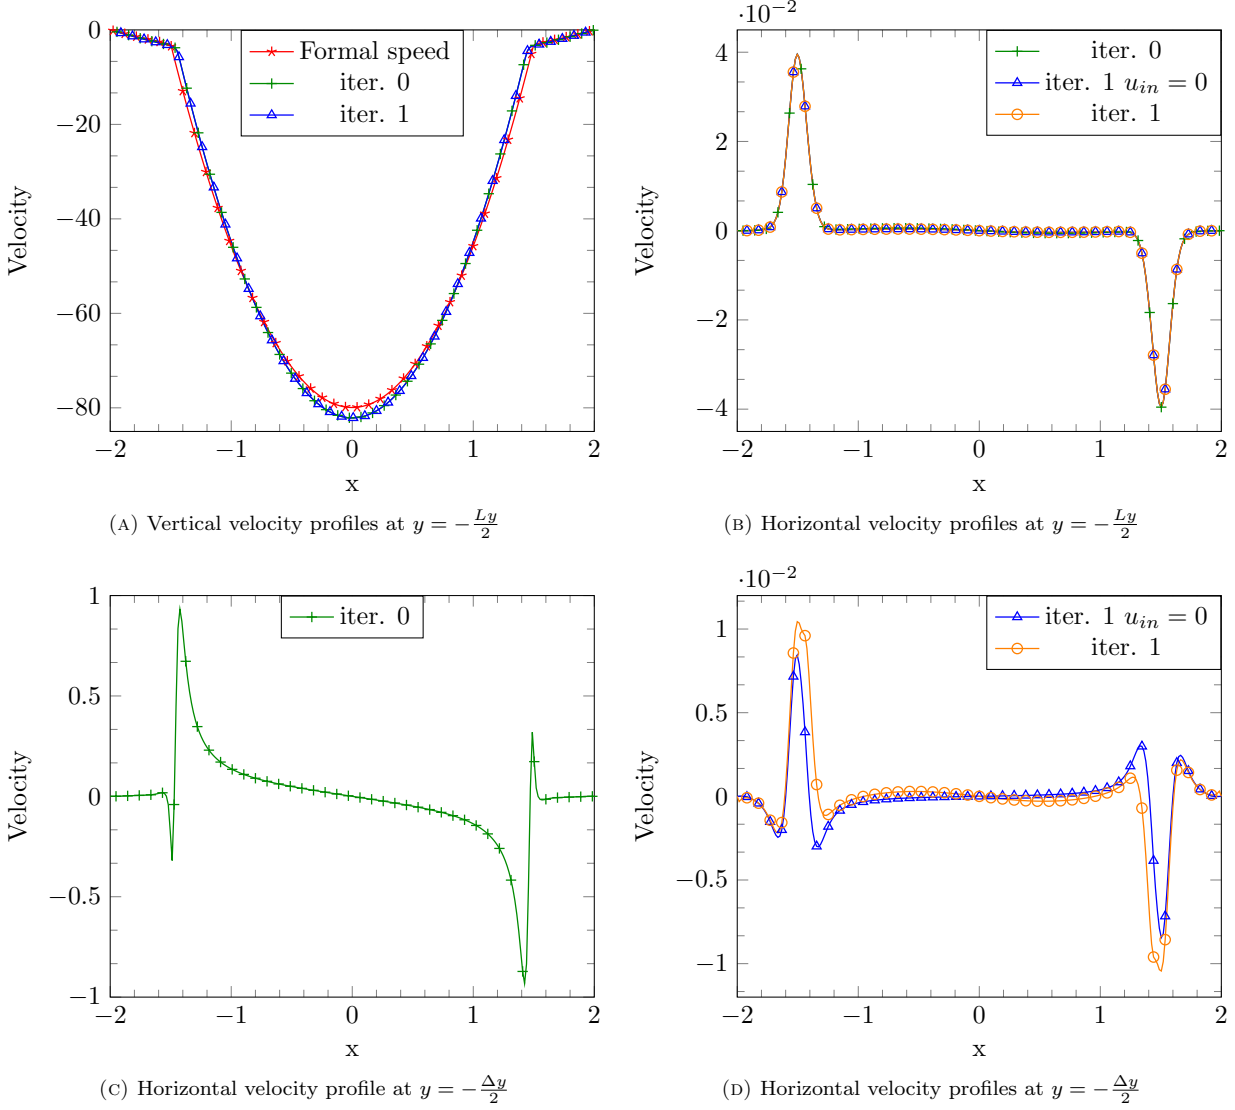 0
−20
−40
−60
−80
−2
−1
0
1
2
x
Velocity
Formal speed
iter. 0
iter. 1
(A) Vertical velocity profiles at y = −Ly/2
·10−2
4
2
0
−2
−4
−2
−1
0
1
2
x
Velocity
iter. 0
iter. 1 uin = 0
iter. 1
(B) Horizontal velocity profiles at y = −Ly/2
1
0.5
0
−0.5
−1
−2
−1
0
1
2
x
Velocity
iter. 0
(C) Horizontal velocity profile at y = −Δy/2
·10−2
1
0.5
0
−0.5
−1
−2
−1
0
1
2
x
Velocity
iter. 1 uin = 0
iter. 1
(D) Horizontal velocity profiles at y = −Δy/2